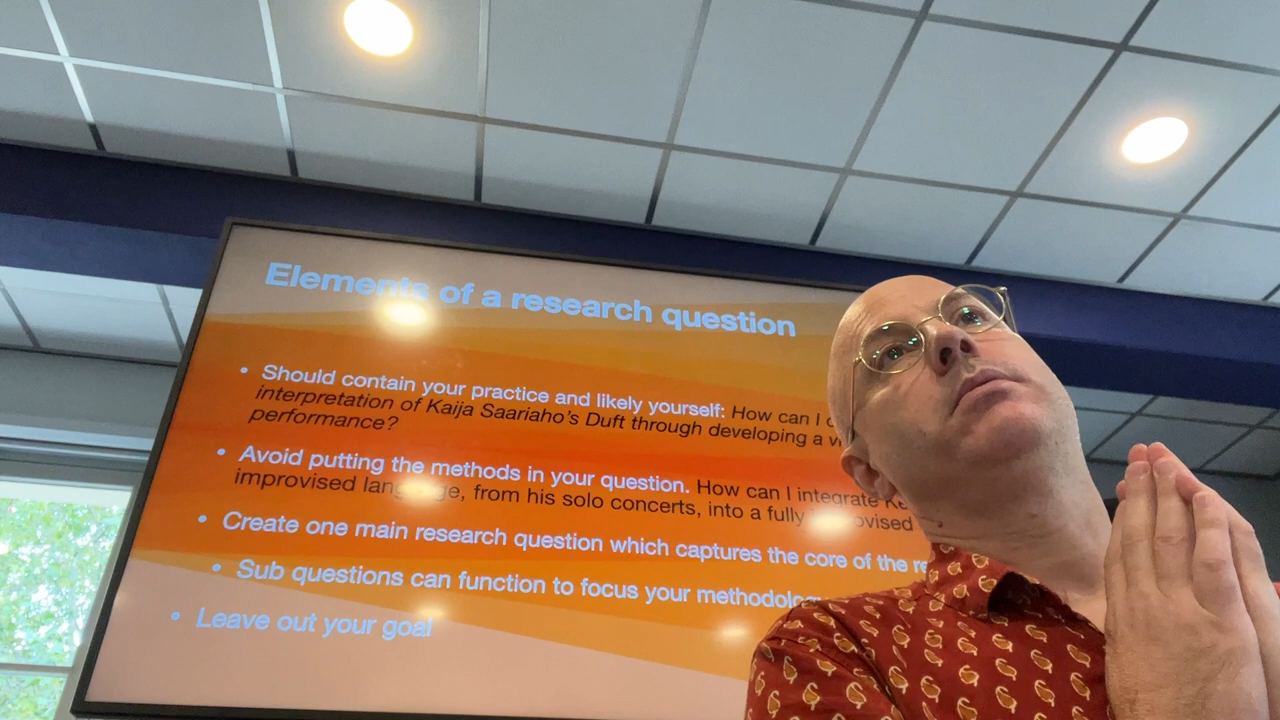 Elements of a research question
• Should contain your practice and likely yourself: How can I
interpretation of Kaija Saariaho's Duft through developing a
performance?
• Avoid putting the methods in your question. How can I integrate
improvised language, from his solo concerts, into a fully improvised
• Create one main research question which captures the core of the
• Sub questions can function to focus your methodology
• Leave out your goal